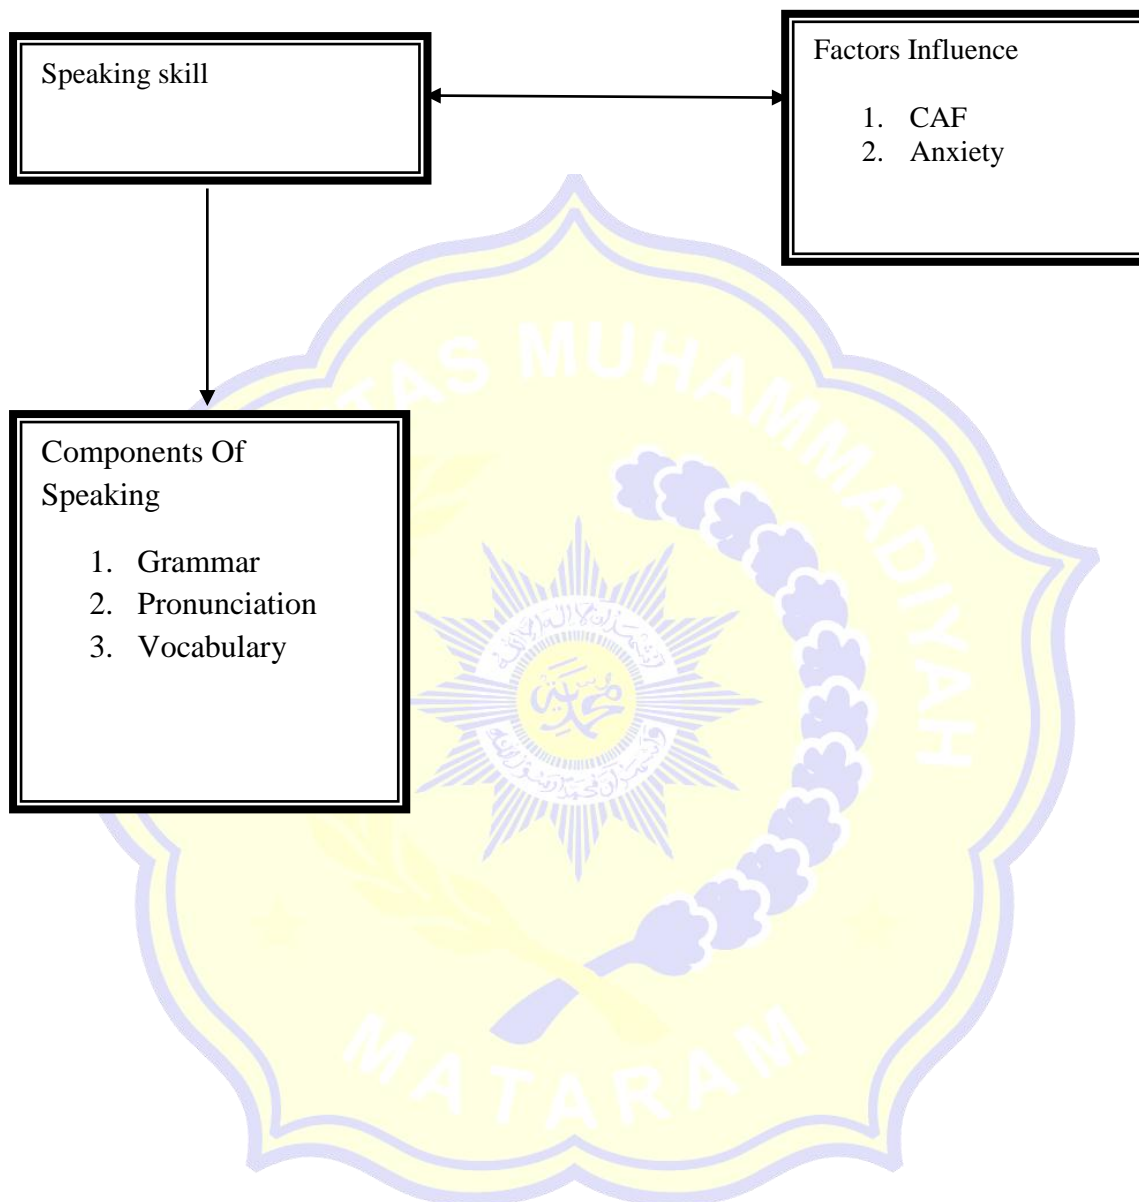 Speaking skill
Factors Influence
1. CAF
2. Anxiety
Components Of
Speaking
1. Grammar
2. Pronunciation
3. Vocabulary
TAS MUHAMMADIYAH
MATARAM